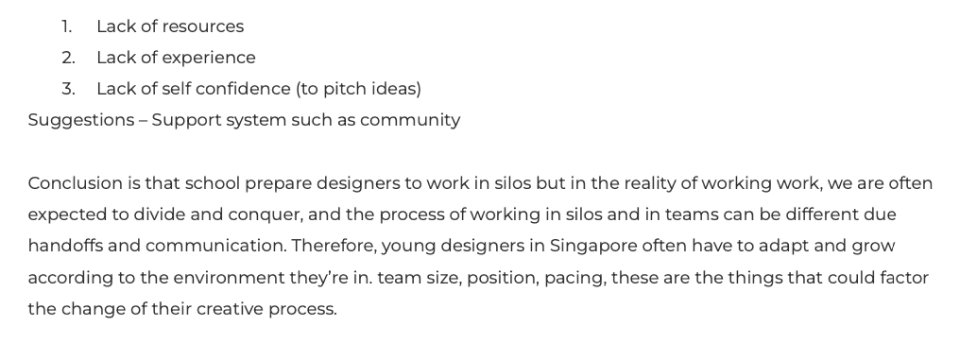 1. Lack of resources
2. Lack of experience
3. Lack of self confidence (to pitch ideas)
Suggestions – Support system such as community
Conclusion is that school prepare designers to work in silos but in the reality of working work, we are often
expected to divide and conquer, and the process of working in silos and in teams can be different due
handoffs and communication. Therefore, young designers in Singapore often have to adapt and grow
according to the environment they’re in. team size, position, pacing, these are the things that could factor
the change of their creative process.